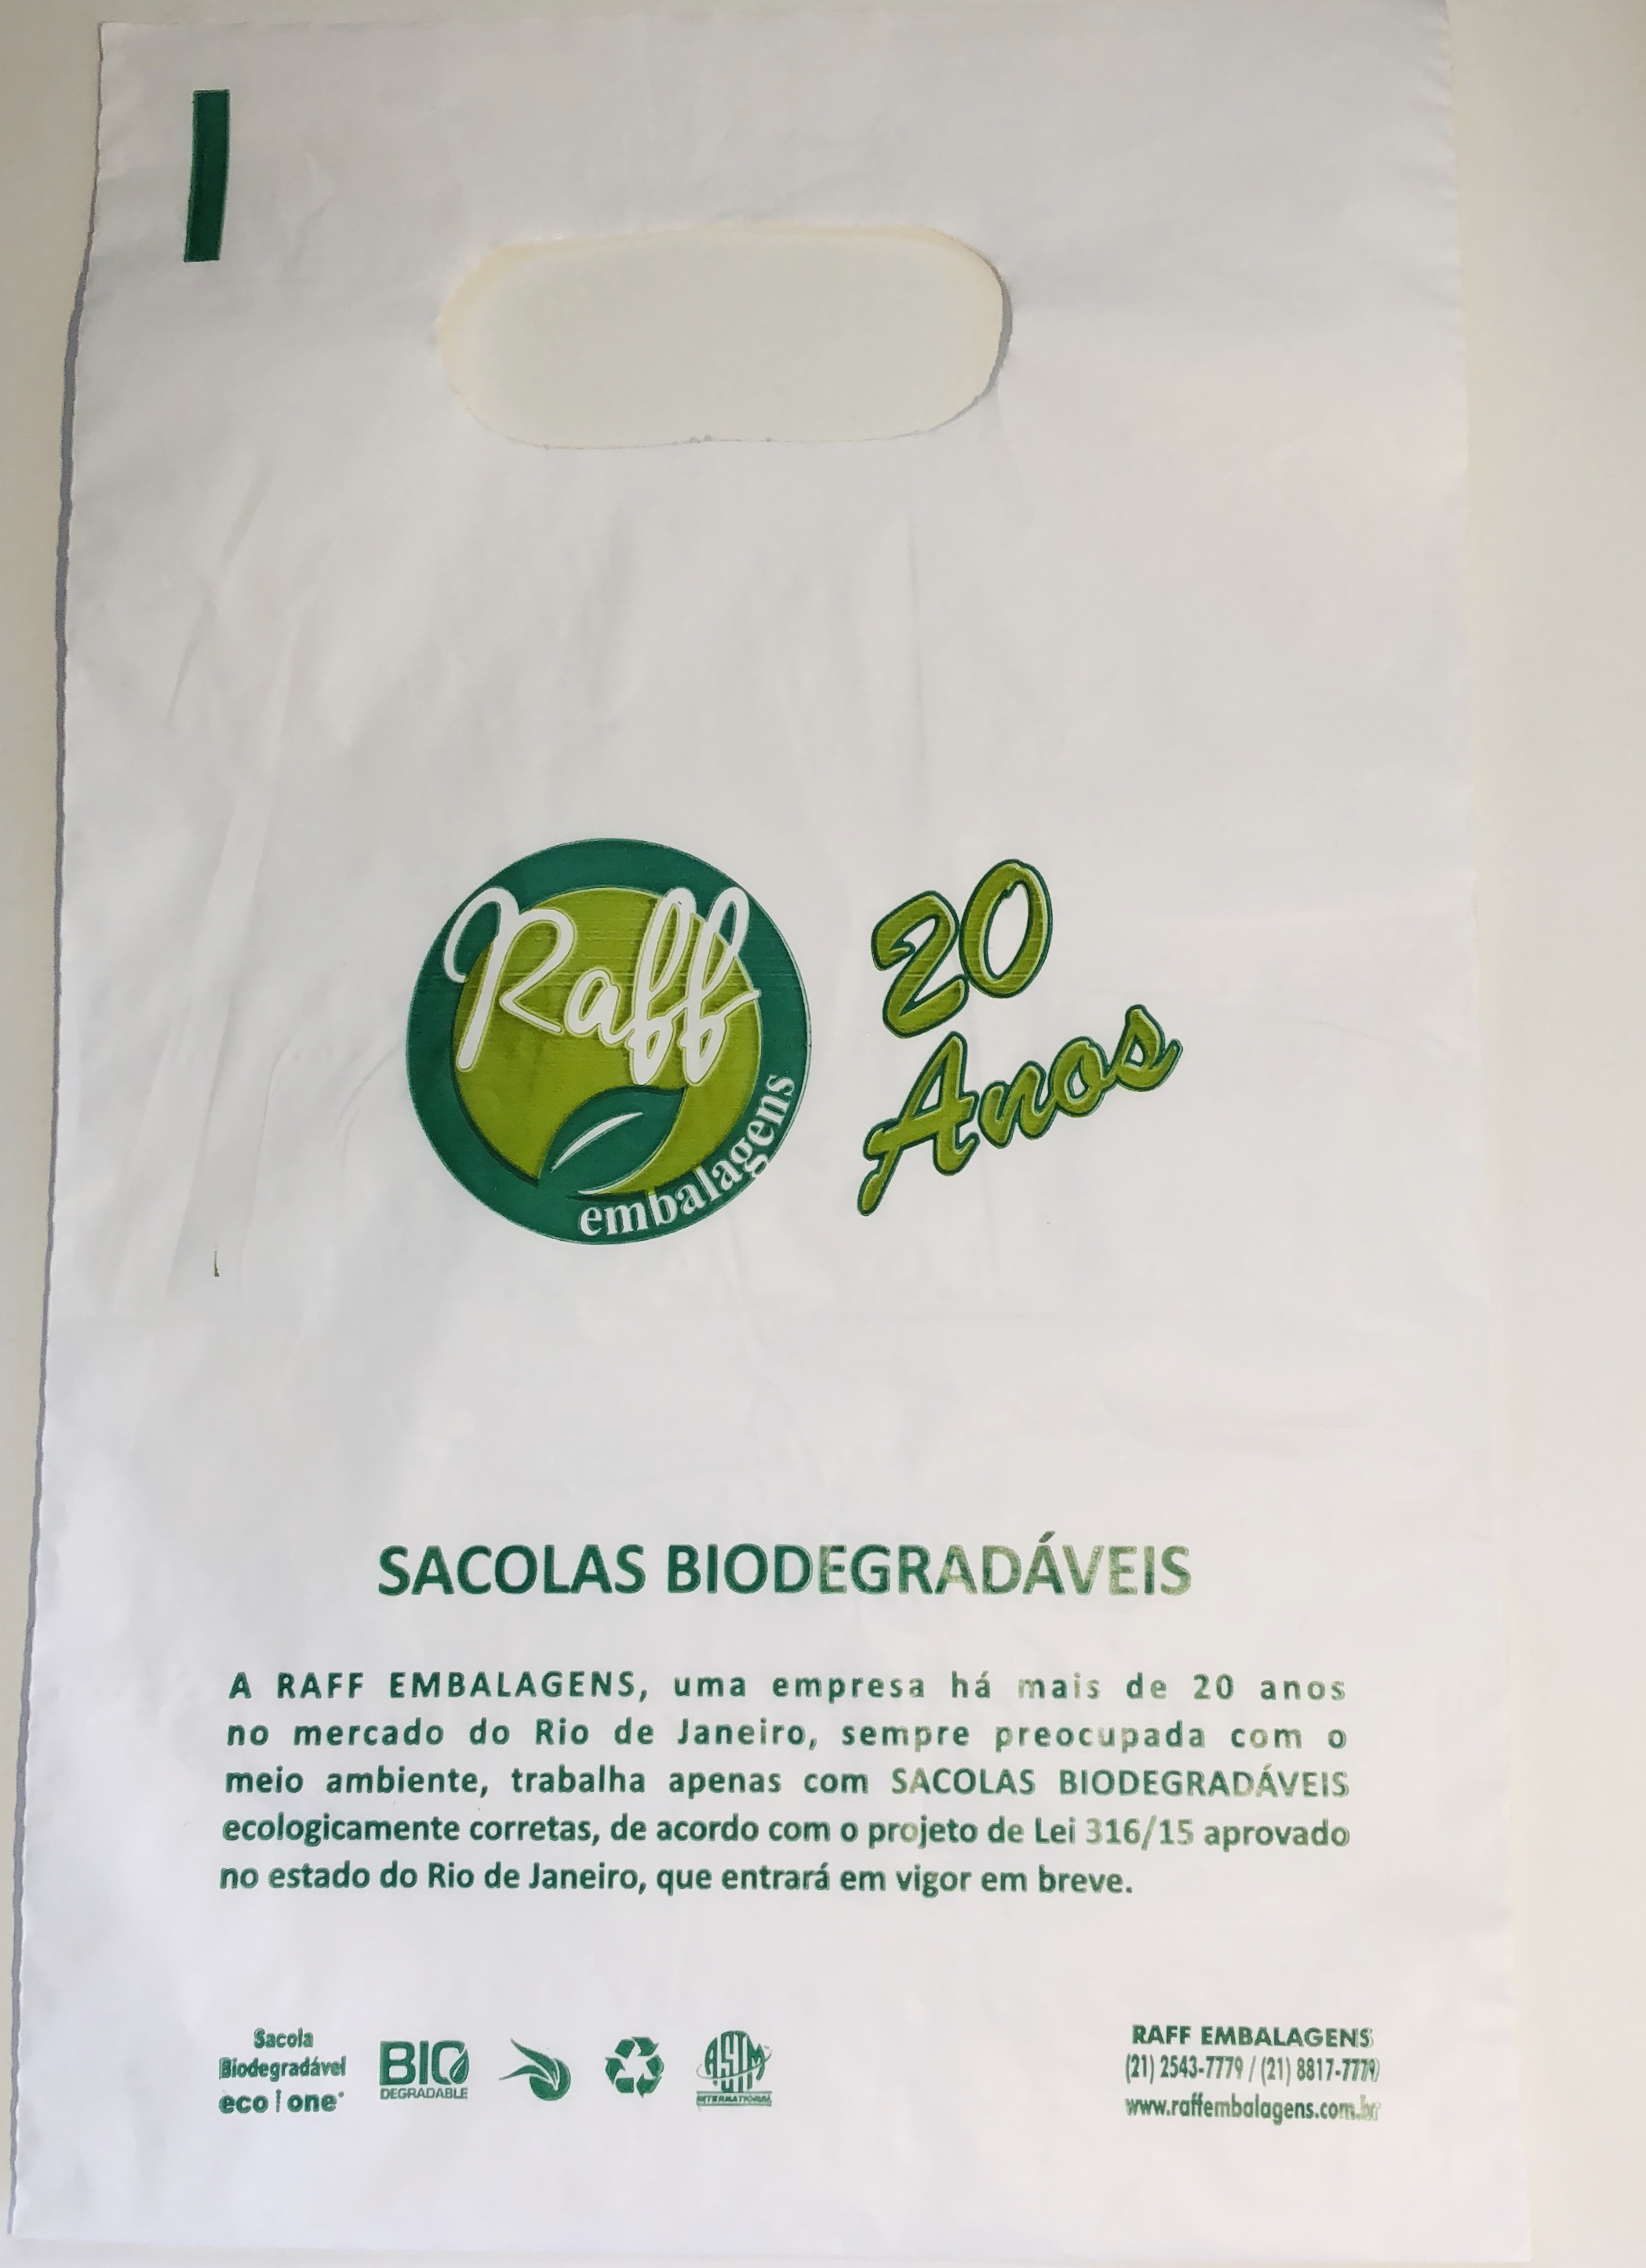 Raff
embalagens
20
Anos
SACOLAS BIODEGRADÁVEIS
A RAFF EMBALAGENS, uma empresa há mais de 20 anos
no mercado do Rio de Janeiro, sempre preocupada com o
meio ambiente, trabalha apenas com SACOLAS BIODEGRADÁVEIS
ecologicamente corretas, de acordo com o projeto de Lei 316/15 aprovado
no estado do Rio de Janeiro, que entrará em vigor em breve.
Sacola
Biodegradável
eco one
BIO
DEGRADABLE
ASTM
INTERNATIONAL
RAFF EMBALAGENS
(21) 2543-7779 / (21) 8817-7779
www.raffembalagens.com.br